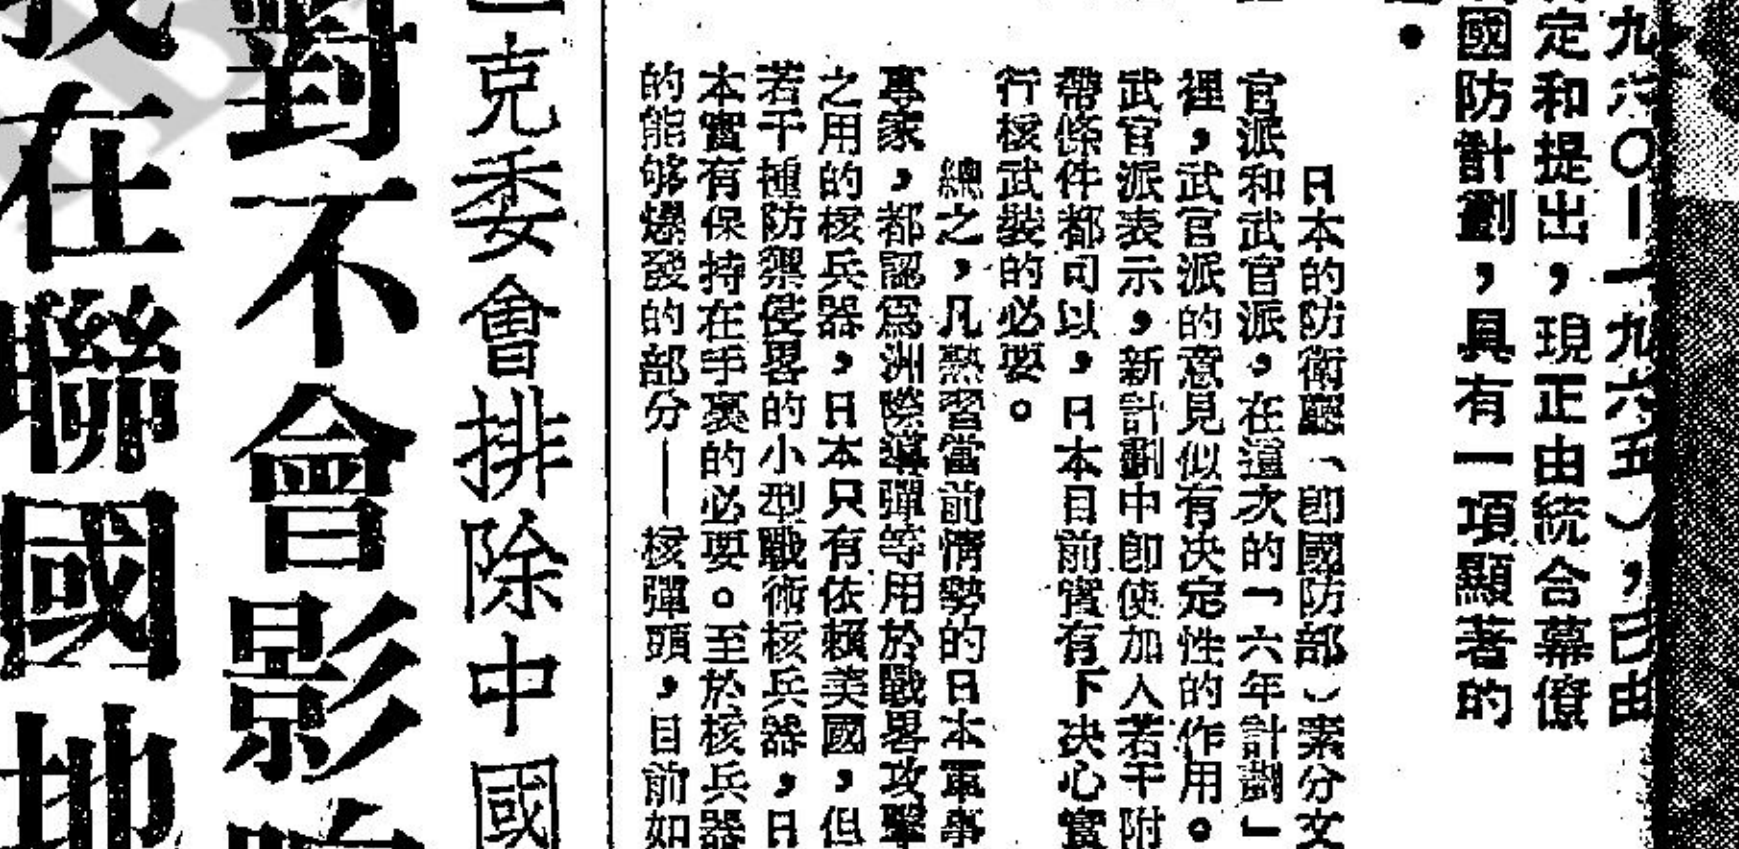 九六〇—一九六五），已由
定和提出，現正由統合幕僚
國防計劃，具有一項顯著的
。
日本的防衛廳（卽國防部）素分文
官派和武官派，在這次的「六年計劃」
裡，武官派的意見似有決定性的作用。
武官派表示，新計劃中卽使加入若干附
帶條件都可以，日本目前實有下決心實
行核武裝的必要。
總之，凡熟習當前情勢的日本軍事
專家，都認爲洲際導彈等用於戰畧攻擊
之用的核兵器，日本只有依賴美國，但
若干種防禦侵畧的小型戰術核兵器，日
本實有保持在手裏的必要。至於核兵器
的能够爆發的部分——核彈頭，目前如
克委會排除中國
對不會影響
我在聯國地